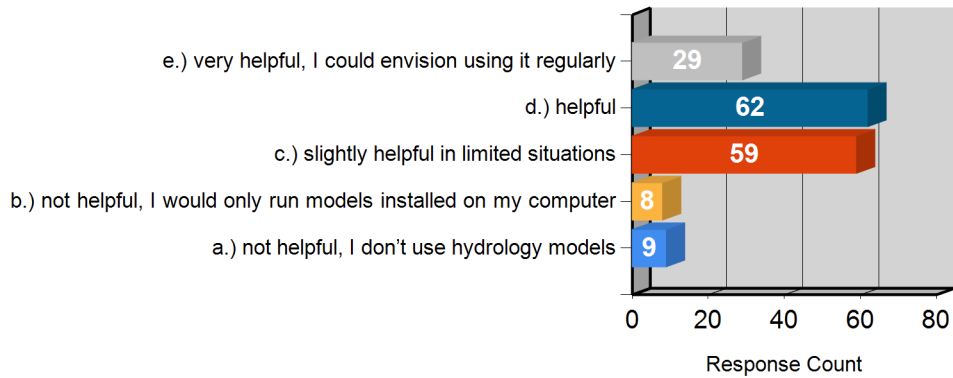 e.) very helpful, I could envision using it regularly
29
d.) helpful
62
c.) slightly helpful in limited situations
59
b.) not helpful, I would only run models installed on my computer
8
a.) not helpful, I don’t use hydrology models
9
0 20 40 60 80
Response Count